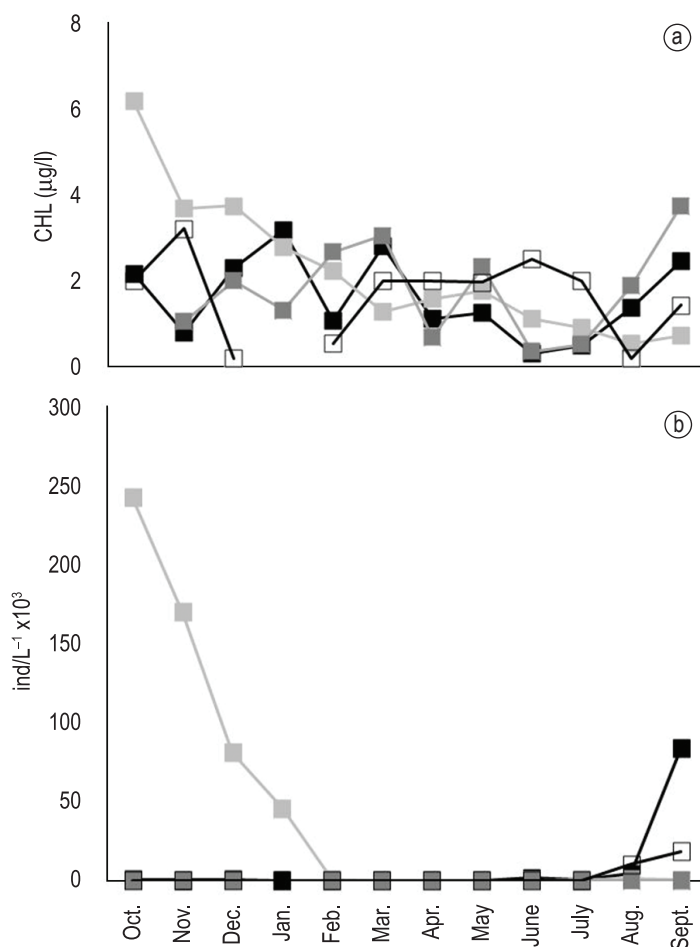 8
6
4
2
0
CHL (µg/l)
a
300
250
200
150
100
50
0
ind/L⁻¹ x10³
b
Oct.
Nov.
Dec.
Jan.
Feb.
Mar.
Apr.
May
June
July
Aug.
Sept.